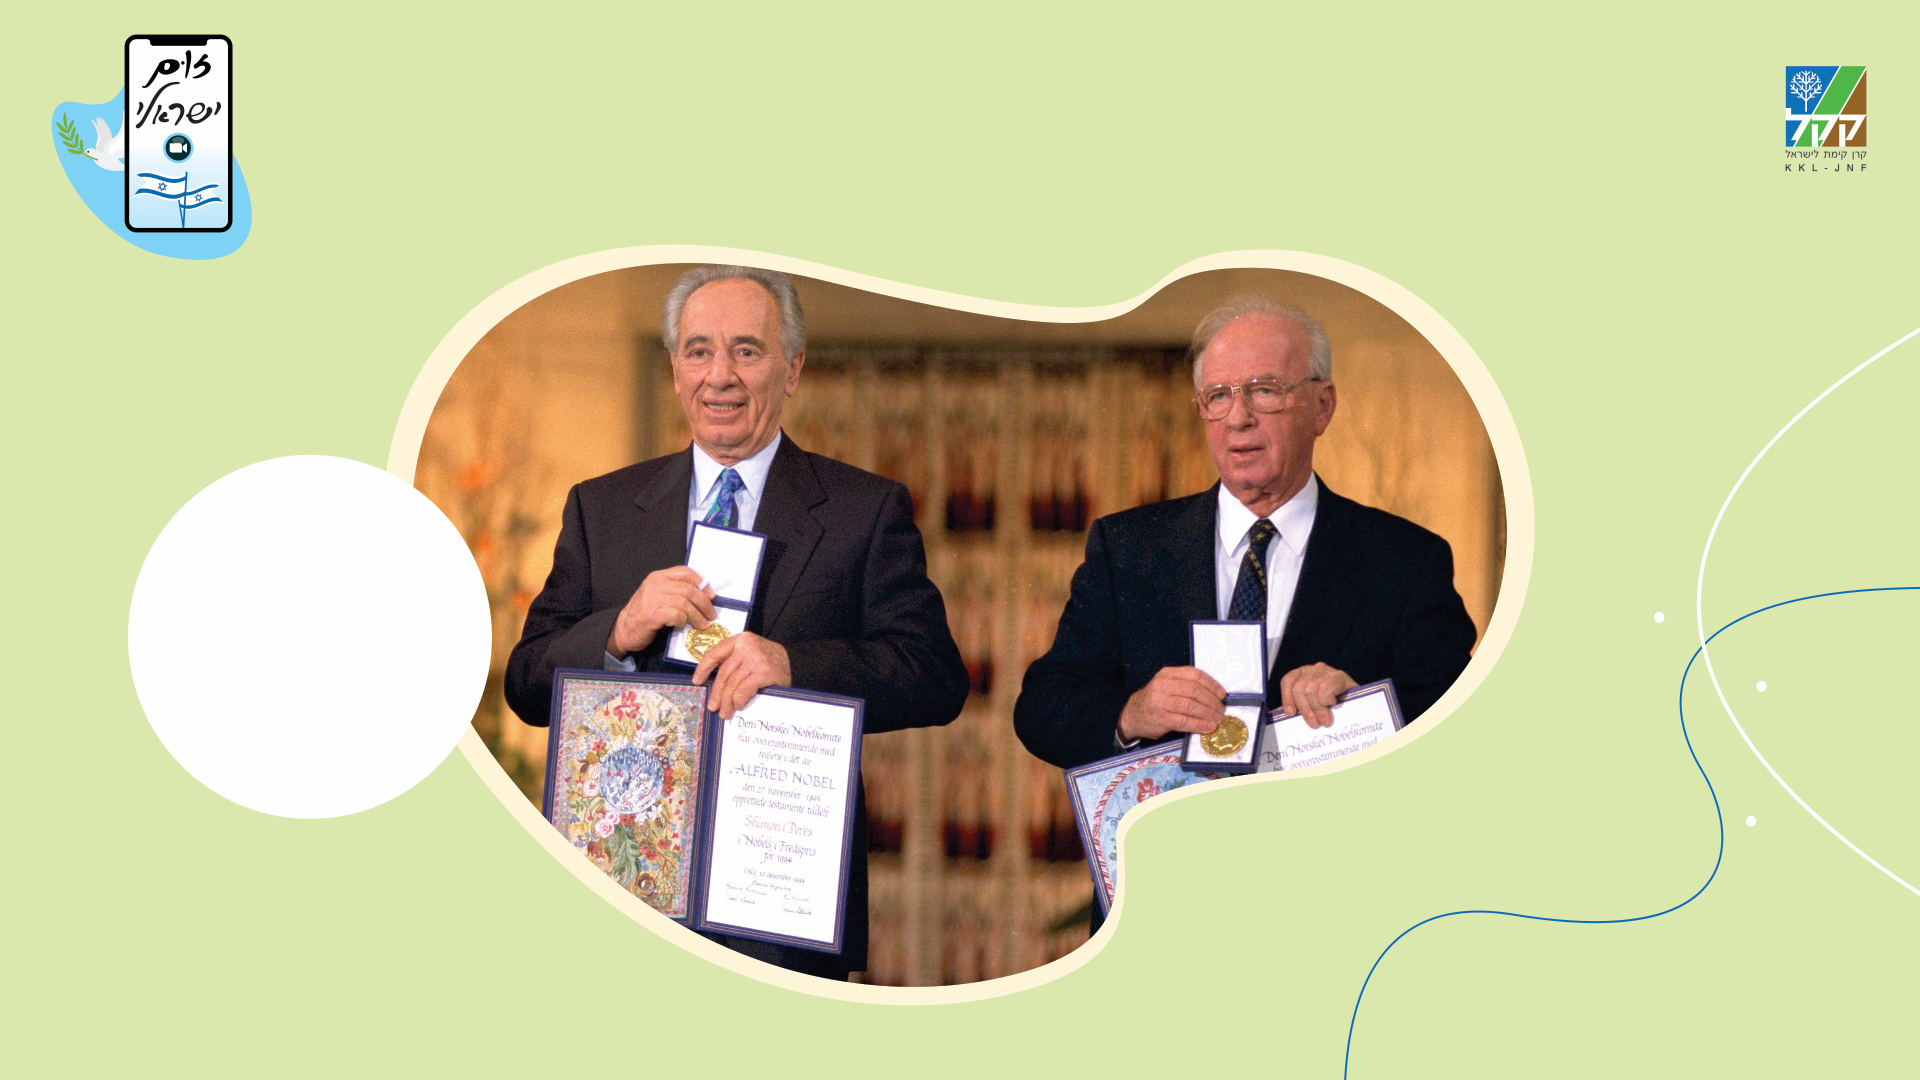 זום
ישראלי
קקל
קרן קימת לישראל
KKL-JNF
Den Norske Nobelkomite
har overensstemmende med
reglene i det av
ALFRED NOBEL
den 27 november 1895
opprettede testamente tildelt
Shimon Peres
Nobels Fredspris
for 1994
Oslo 10 desember 1994
Den Norske Nobelkomite
har overensstemmende med